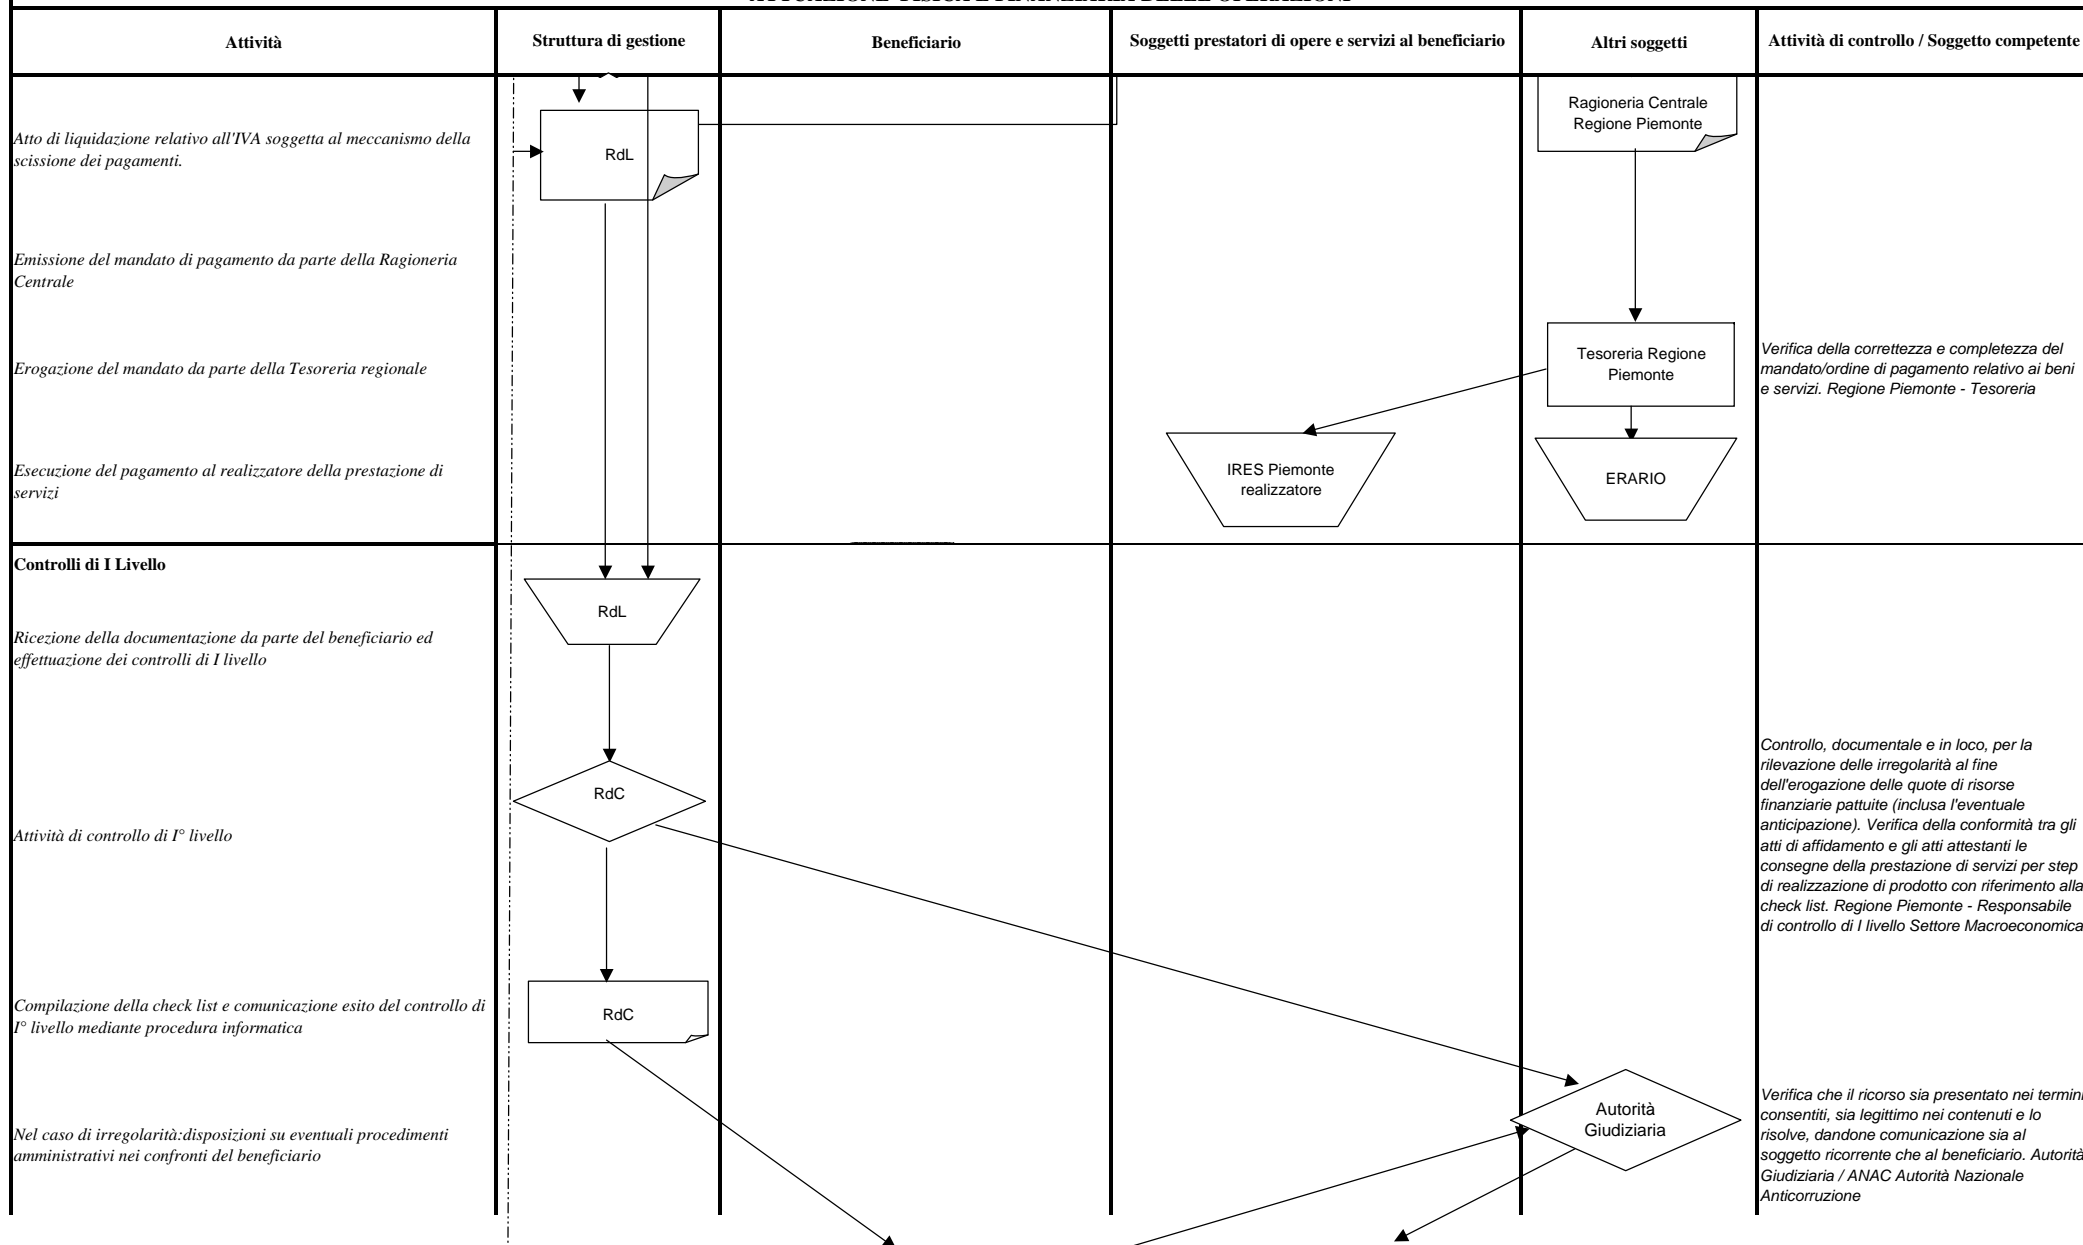 Attività
Struttura di gestione
Beneficiario
Soggetti prestatori di opere e servizi al beneficiario
Altri soggetti
Attività di controllo / Soggetto competente
Atto di liquidazione relativo all'IVA soggetta al meccanismo della
scissione dei pagamenti.
RdL
Ragioneria Centrale
Regione Piemonte
Emissione del mandato di pagamento da parte della Ragioneria
Centrale
Erogazione del mandato da parte della Tesoreria regionale
Tesoreria Regione
Piemonte
Verifica della correttezza e completezza del
mandato/ordine di pagamento relativo ai beni
e servizi. Regione Piemonte - Tesoreria
Esecuzione del pagamento al realizzatore della prestazione di
servizi
IRES Piemonte
realizzatore
ERARIO
Controlli di I Livello
RdL
Ricezione della documentazione da parte del beneficiario ed
effettuazione dei controlli di I livello
Attività di controllo di I° livello
RdC
Controllo, documentale e in loco, per la
rilevazione delle irregolarità al fine
dell'erogazione delle quote di risorse
finanziarie pattuite (inclusa l'eventuale
anticipazione). Verifica della conformità tra gli
atti di affidamento e gli atti attestanti le
consegne della prestazione di servizi per step
di realizzazione di prodotto con riferimento alla
check list. Regione Piemonte - Responsabile
di controllo di I livello Settore Macroeconomica
Compilazione della check list e comunicazione esito del controllo di
I° livello mediante procedura informatica
RdC
Nel caso di irregolarità:disposizioni su eventuali procedimenti
amministrativi nei confronti del beneficiario
Autorità
Giudiziaria
Verifica che il ricorso sia presentato nei termini
consentiti, sia legittimo nei contenuti e lo
risolve, dandone comunicazione sia al
soggetto ricorrente che al beneficiario. Autorità
Giudiziaria / ANAC Autorità Nazionale
Anticorruzione